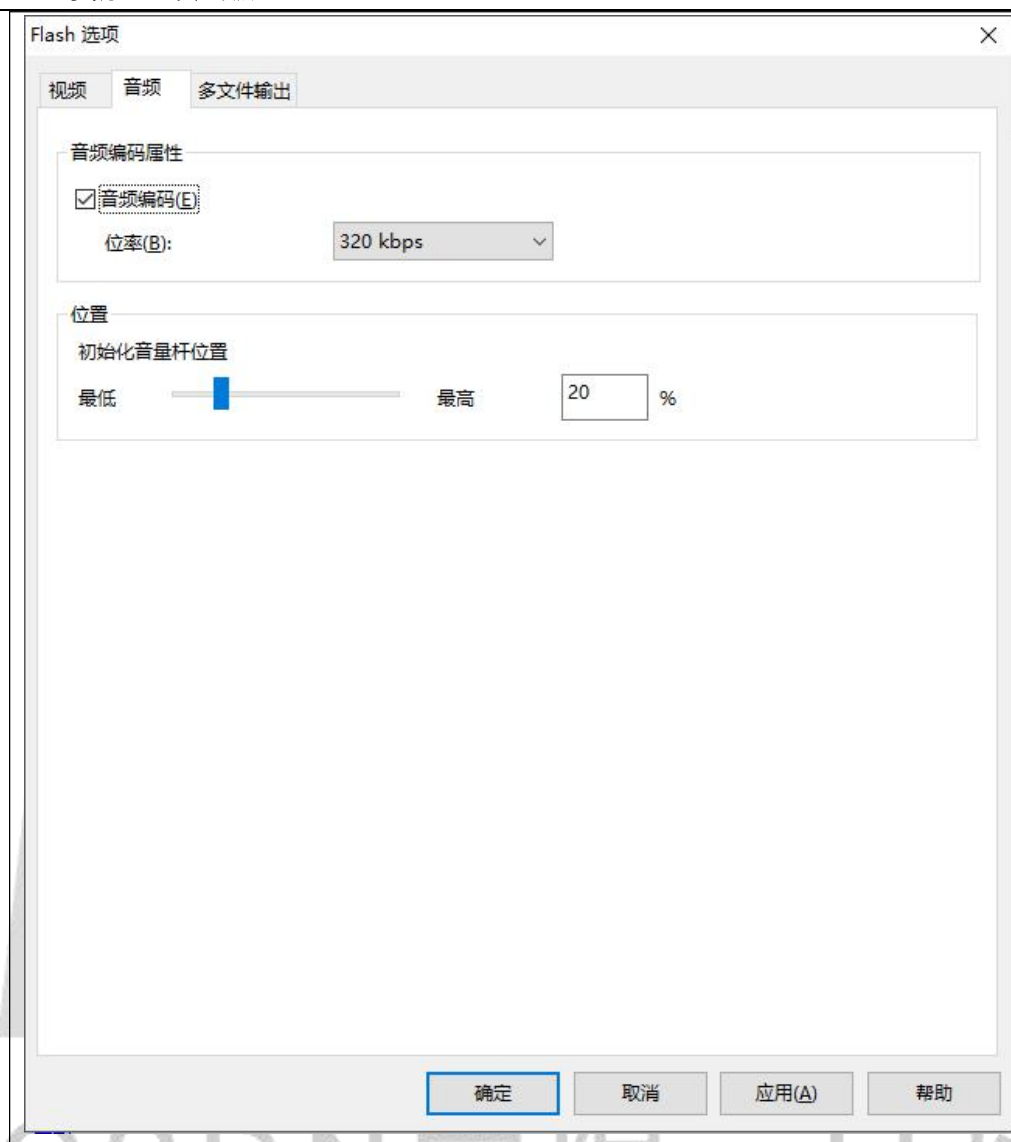 Flash 选项
视频 音频 多文件输出
音频编码属性
音频编码(E)
位率(B): 320 kbps
位置
初始化音量杆位置
最低 最高 20 %
确定 取消 应用(A) 帮助